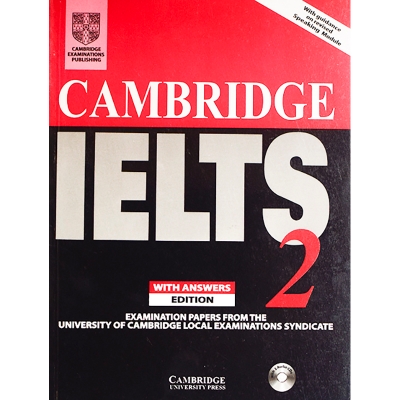 CAMBRIDGE
EXAMINATIONS
PUBLISHING
With guidance
on revised
Speaking Module
CAMBRIDGE
IELTS
2
WITH ANSWERS
EDITION
EXAMINATION PAPERS FROM THE
UNIVERSITY OF CAMBRIDGE LOCAL EXAMINATIONS SYNDICATE
CAMBRIDGE
UNIVERSITY PRESS